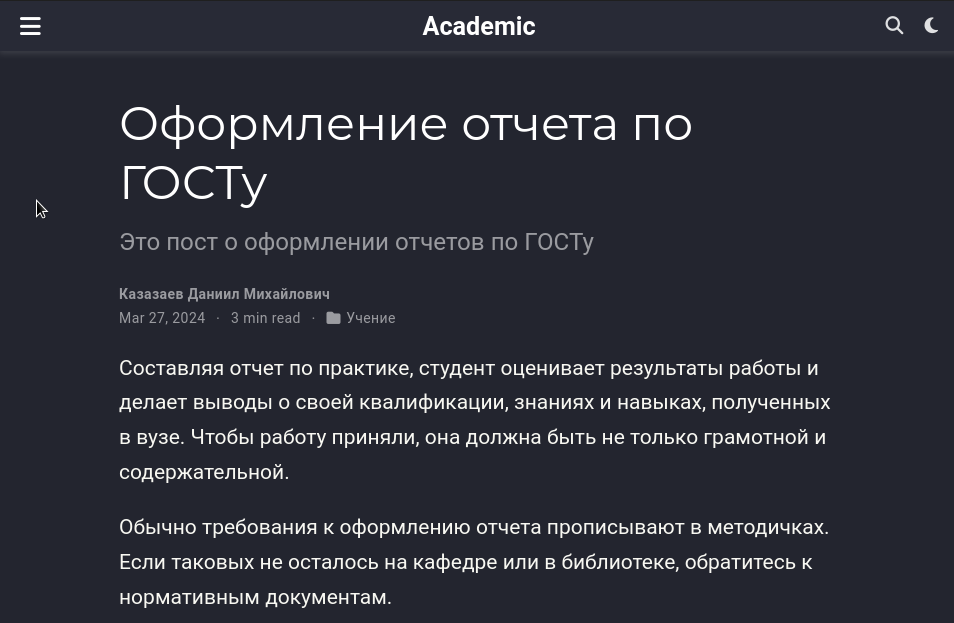 Academic
Оформление отчета по
ГОСТу
Это пост о оформлении отчетов по ГОСТу
Казазаев Даниил Михайлович
Mar 27, 2024 · 3 min read · Учение
Составляя отчет по практике, студент оценивает результаты работы и
делает выводы о своей квалификации, знаниях и навыках, полученных
в вузе. Чтобы работу приняли, она должна быть не только грамотной и
содержательной.
Обычно требования к оформлению отчета прописывают в методичках.
Если таковых не осталось на кафедре или в библиотеке, обратитесь к
нормативным документам.